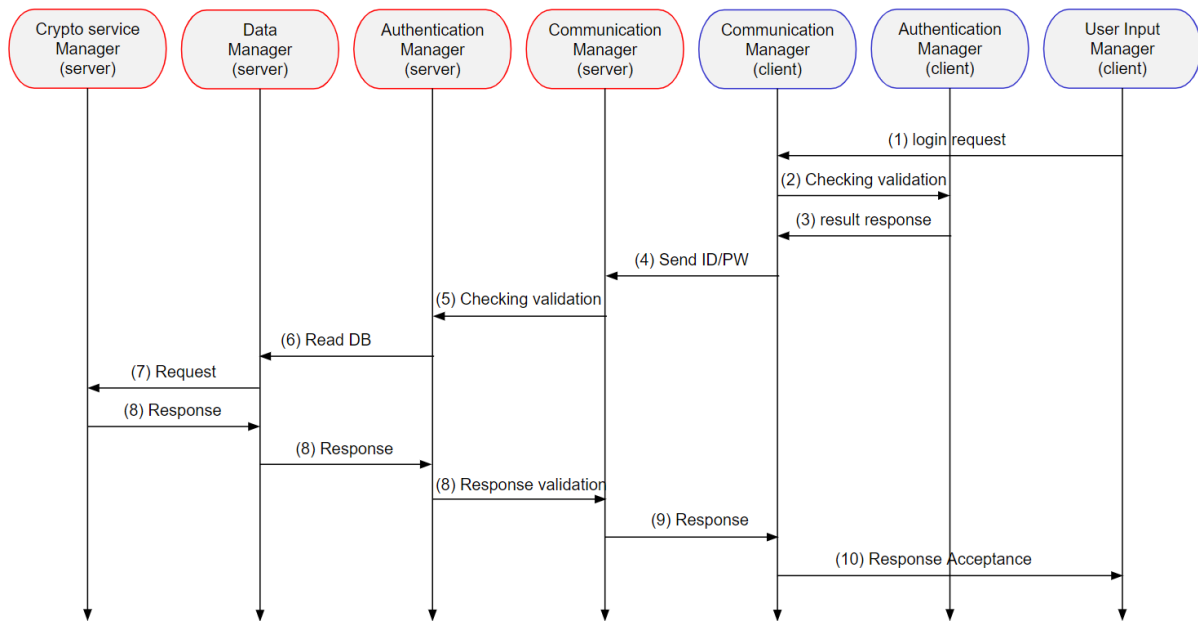 Crypto service
Manager
(server)
Data
Manager
(server)
Authentication
Manager
(server)
Communication
Manager
(server)
Communication
Manager
(client)
Authentication
Manager
(client)
User Input
Manager
(client)
(1) login request
(2) Checking validation
(3) result response
(4) Send ID/PW
(5) Checking validation
(6) Read DB
(7) Request
(8) Response
(8) Response
(8) Response validation
(9) Response
(10) Response Acceptance